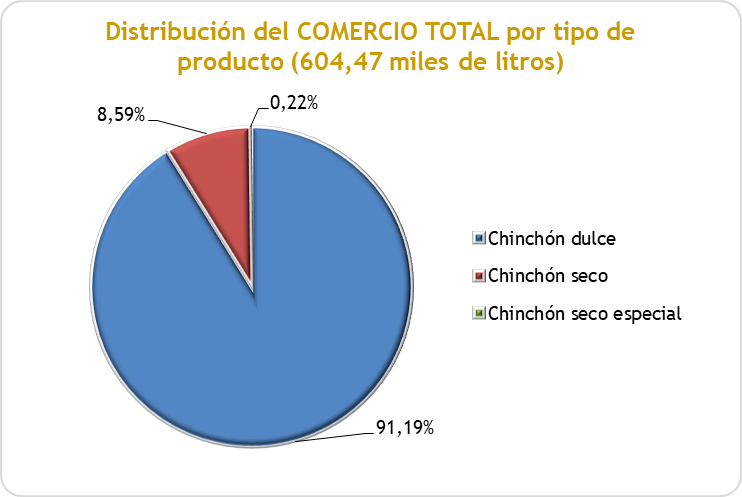 Distribución del COMERCIO TOTAL por tipo de
producto (604,47 miles de litros)
0,22%
8,59%
Chinchón dulce
Chinchón seco
Chinchón seco especial
91,19%